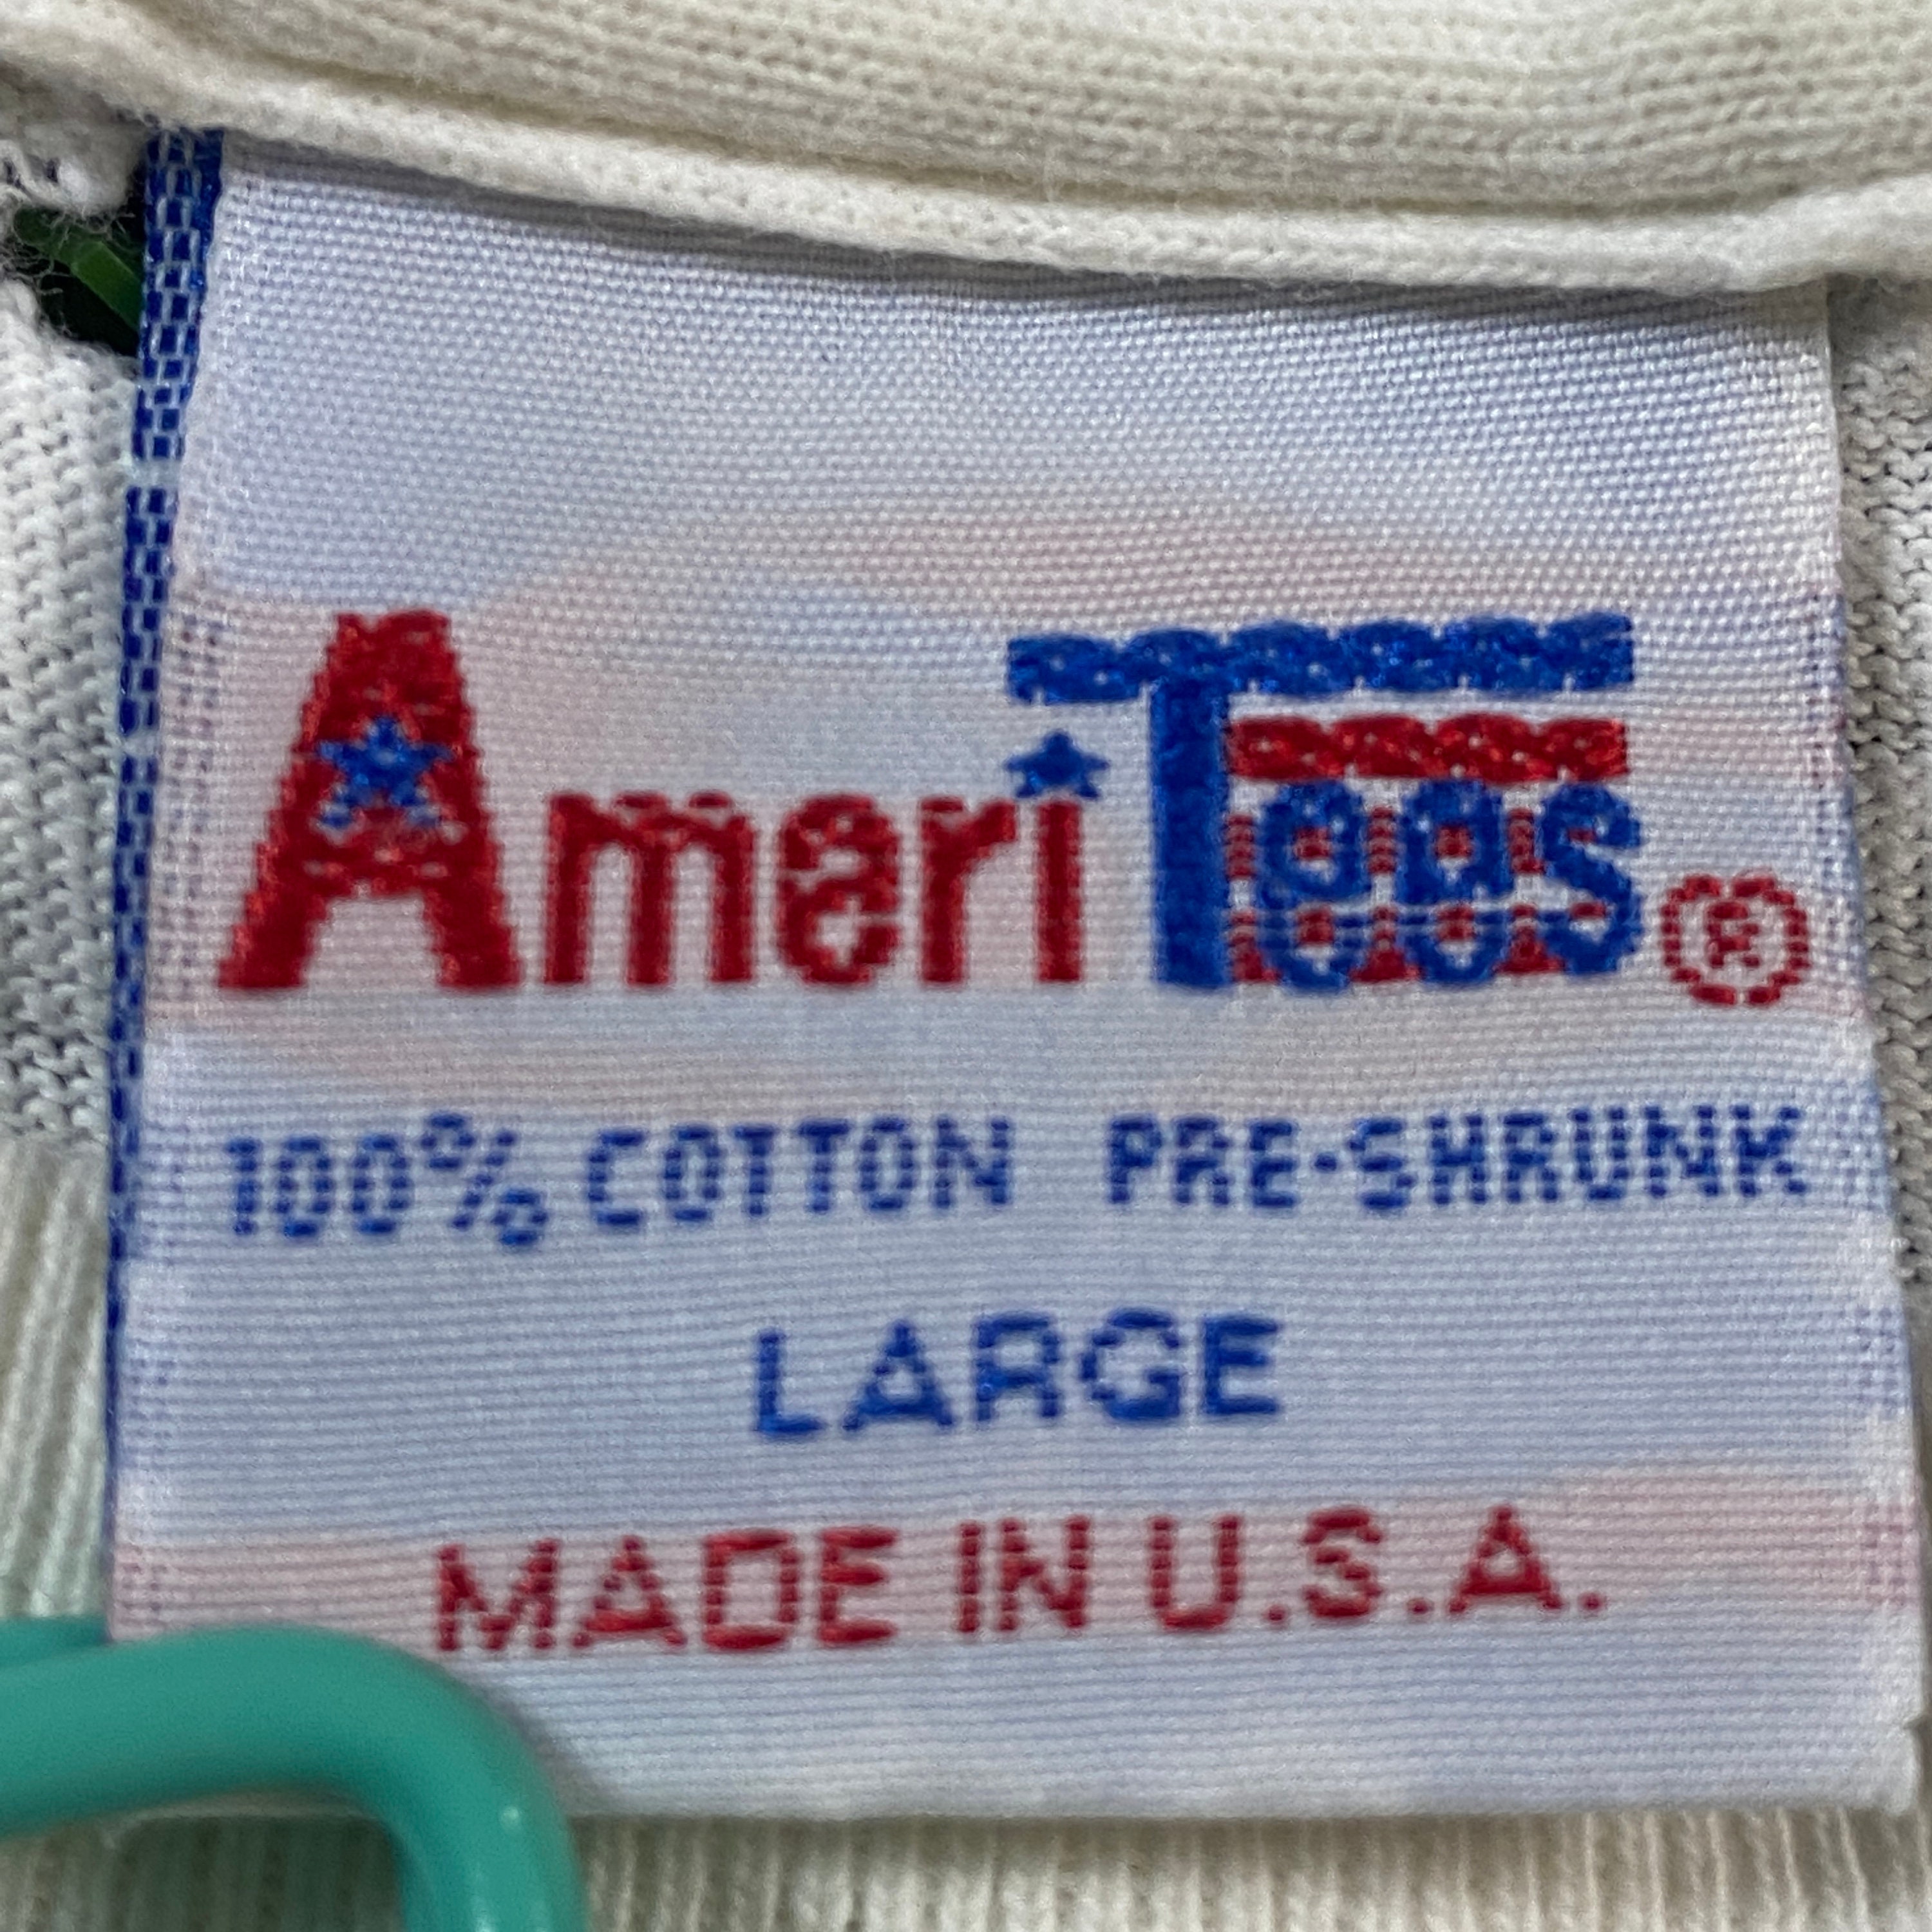 AmeriTees®
100% COTTON PRE-SHRUNK
LARGE
MADE IN U.S.A.